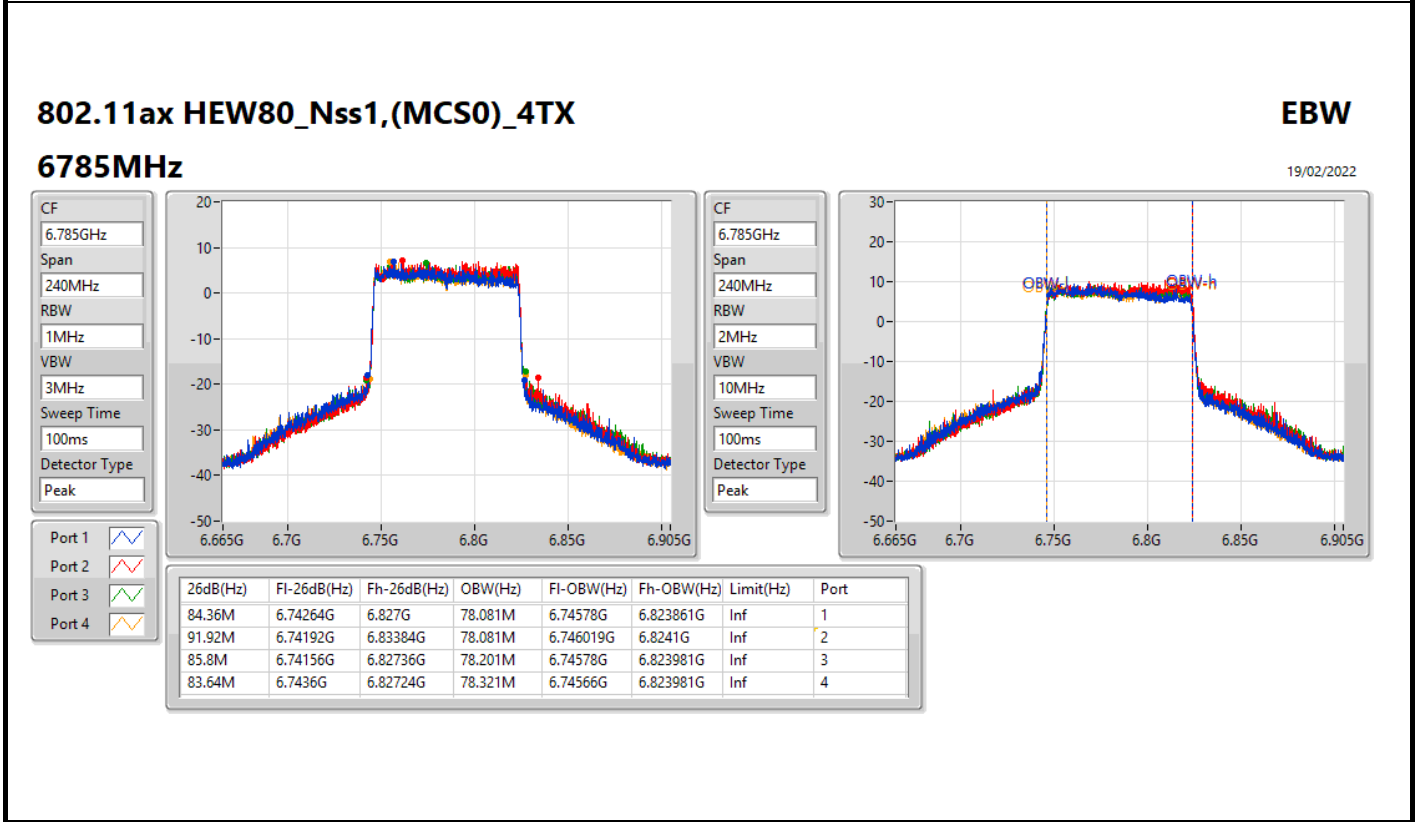 802.11ax HEW80_Nss1,(MCS0)_4TX
EBW
6785MHz
19/02/2022
CF
6.785GHz
Span
240MHz
RBW
1MHz
VBW
3MHz
Sweep Time
100ms
Detector Type
Peak
20
10
0
-10
-20
-30
-40
-50
6.665G 6.7G 6.75G 6.8G 6.85G 6.905G
CF
6.785GHz
Span
240MHz
RBW
2MHz
VBW
10MHz
Sweep Time
100ms
Detector Type
Peak
30
20
10
0
-10
-20
-30
-40
-50
OBW-l OBW-h
6.665G 6.7G 6.75G 6.8G 6.85G 6.905G
Port 1
Port 2
Port 3
Port 4
26dB(Hz) Fl-26dB(Hz) Fh-26dB(Hz) OBW(Hz) Fl-OBW(Hz) Fh-OBW(Hz) Limit(Hz) Port
84.36M 6.74264G 6.827G 78.081M 6.74578G 6.823861G Inf 1
91.92M 6.74192G 6.83384G 78.081M 6.746019G 6.8241G Inf 2
85.8M 6.74156G 6.82736G 78.201M 6.74578G 6.823981G Inf 3
83.64M 6.7436G 6.82724G 78.321M 6.74566G 6.823981G Inf 4